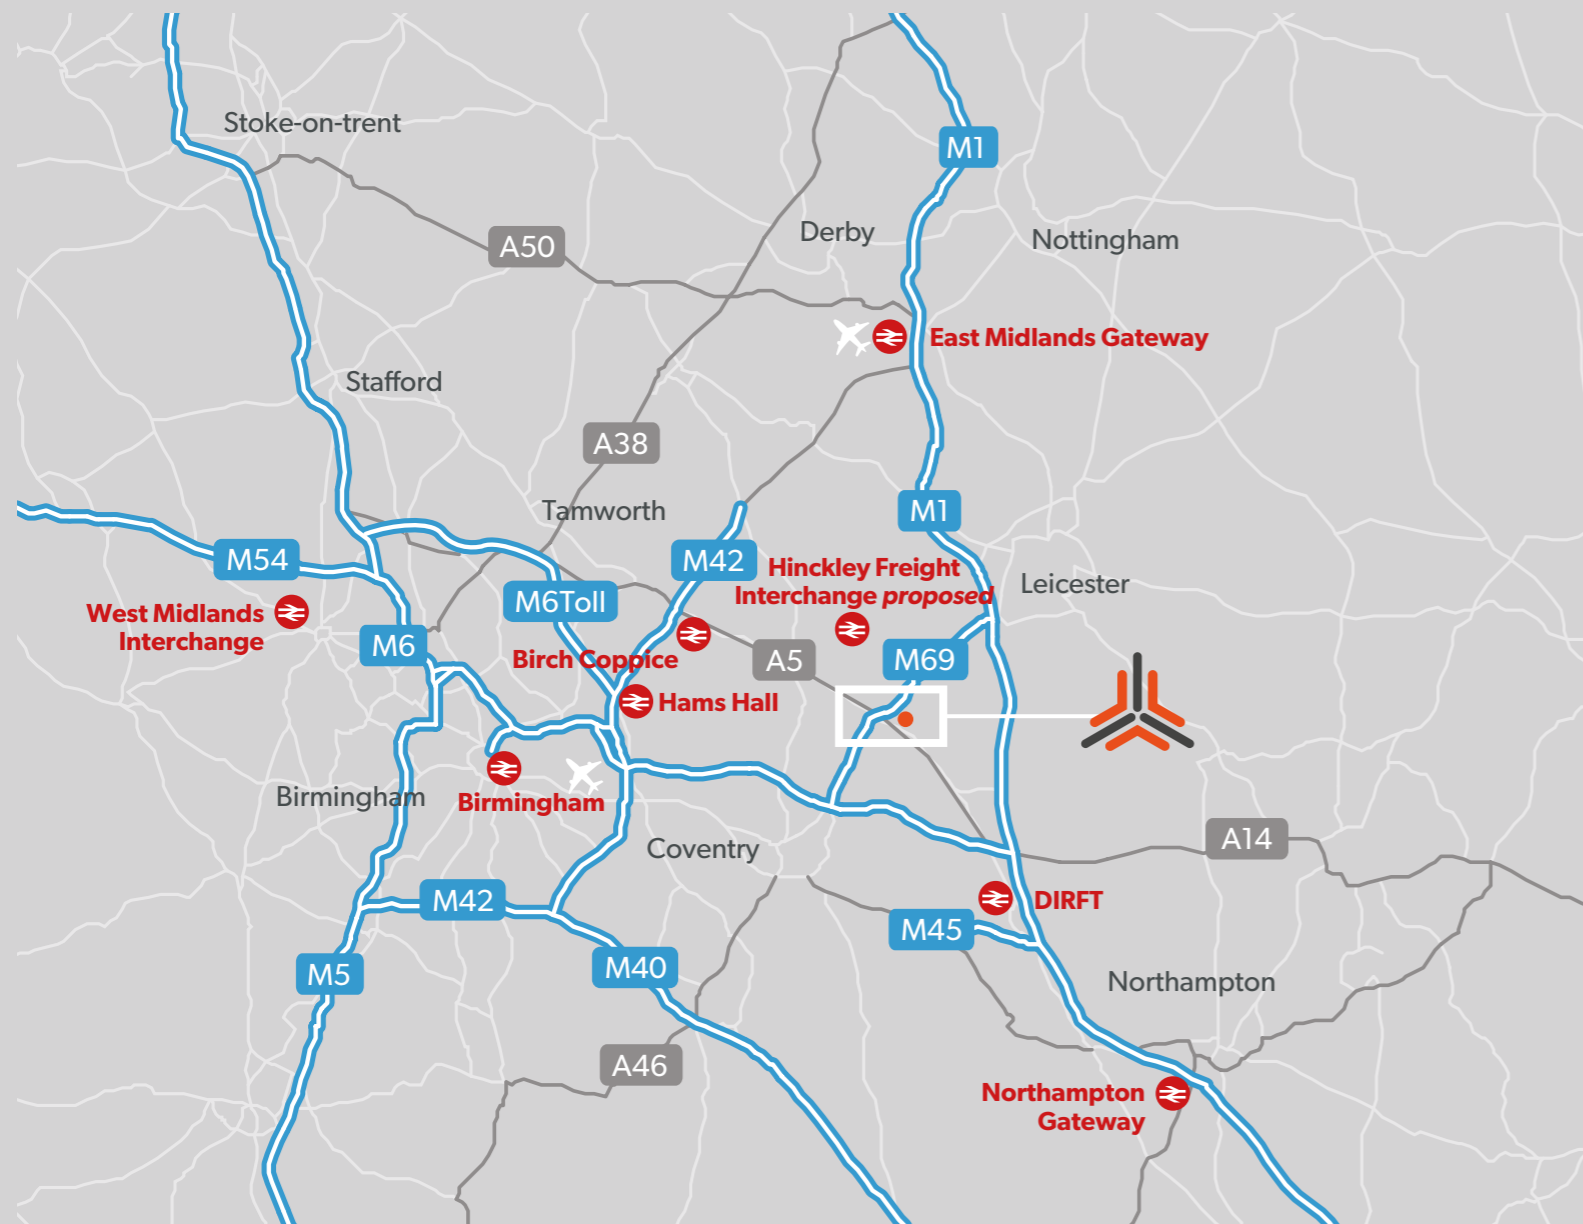 Stoke-on-trent
M1
Derby
Nottingham
A50
East Midlands Gateway
Stafford
A38
Tamworth
M1
M54
M42
Hinckley Freight
Interchange proposed
Leicester
M6Toll
West Midlands
Interchange
M6
Birch Coppice
A5
M69
Hams Hall
Birmingham
Birmingham
Coventry
A14
M42
DIRFT
M45
M5
M40
Northampton
A46
Northampton
Gateway